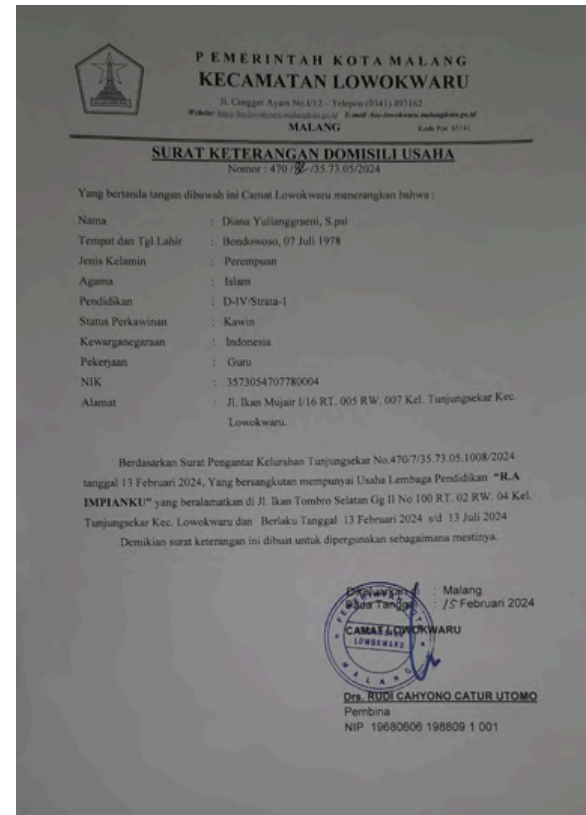 PEMERINTAH KOTA MALANG
KECAMATAN LOWOKWARU
Jl. Cengger Ayam No.I/12 – Telepon (0341) 493162
Website: E-mail :
MALANG Kode Pos 65141
SURAT KETERANGAN DOMISILI USAHA
Nomor : 470 / /35.73.05/2024
Yang bertanda tangan dibawah ini Camat Lowokwaru menerangkan bahwa :
Nama : Diana Yulianggraeni, S.psi
Tempat dan Tgl.Lahir : Bondowoso, 07 Juli 1978
Jenis Kelamin : Perempuan
Agama : Islam
Pendidikan : D-IV/Strata-1
Status Perkawinan : Kawin
Kewarganegaraan : Indonesia
Pekerjaan : Guru
NIK : 3573054707780004
Alamat : Jl. Ikan Mujair I/16 RT. 005 RW. 007 Kel. Tunjungsekar Kec.
Lowokwaru.
Berdasarkan Surat Pengantar Kelurahan Tunjungsekar No.470/7/35.73.05.1008/2024
tanggal 13 Februari 2024, Yang bersangkutan mempunyai Usaha Lembaga Pendidikan "R.A
IMPIANKU" yang beralamatkan di Jl. Ikan Tombro Selatan Gg II No 100 RT. 02 RW. 04 Kel.
Tunjungsekar Kec. Lowokwaru dan Berlaku Tanggal 13 Februari 2024 s/d 13 Juli 2024
Demikian surat keterangan ini dibuat untuk dipergunakan sebagaimana mestinya.
Dikeluarkan di : Malang
Pada Tanggal : 15 Februari 2024
CAMAT LOWOKWARU
PEMERINTAH KOTA
LOWOKWARU
MALANG
Drs. RUDI CAHYONO CATUR UTOMO
Pembina
NIP 19680606 198809 1 001